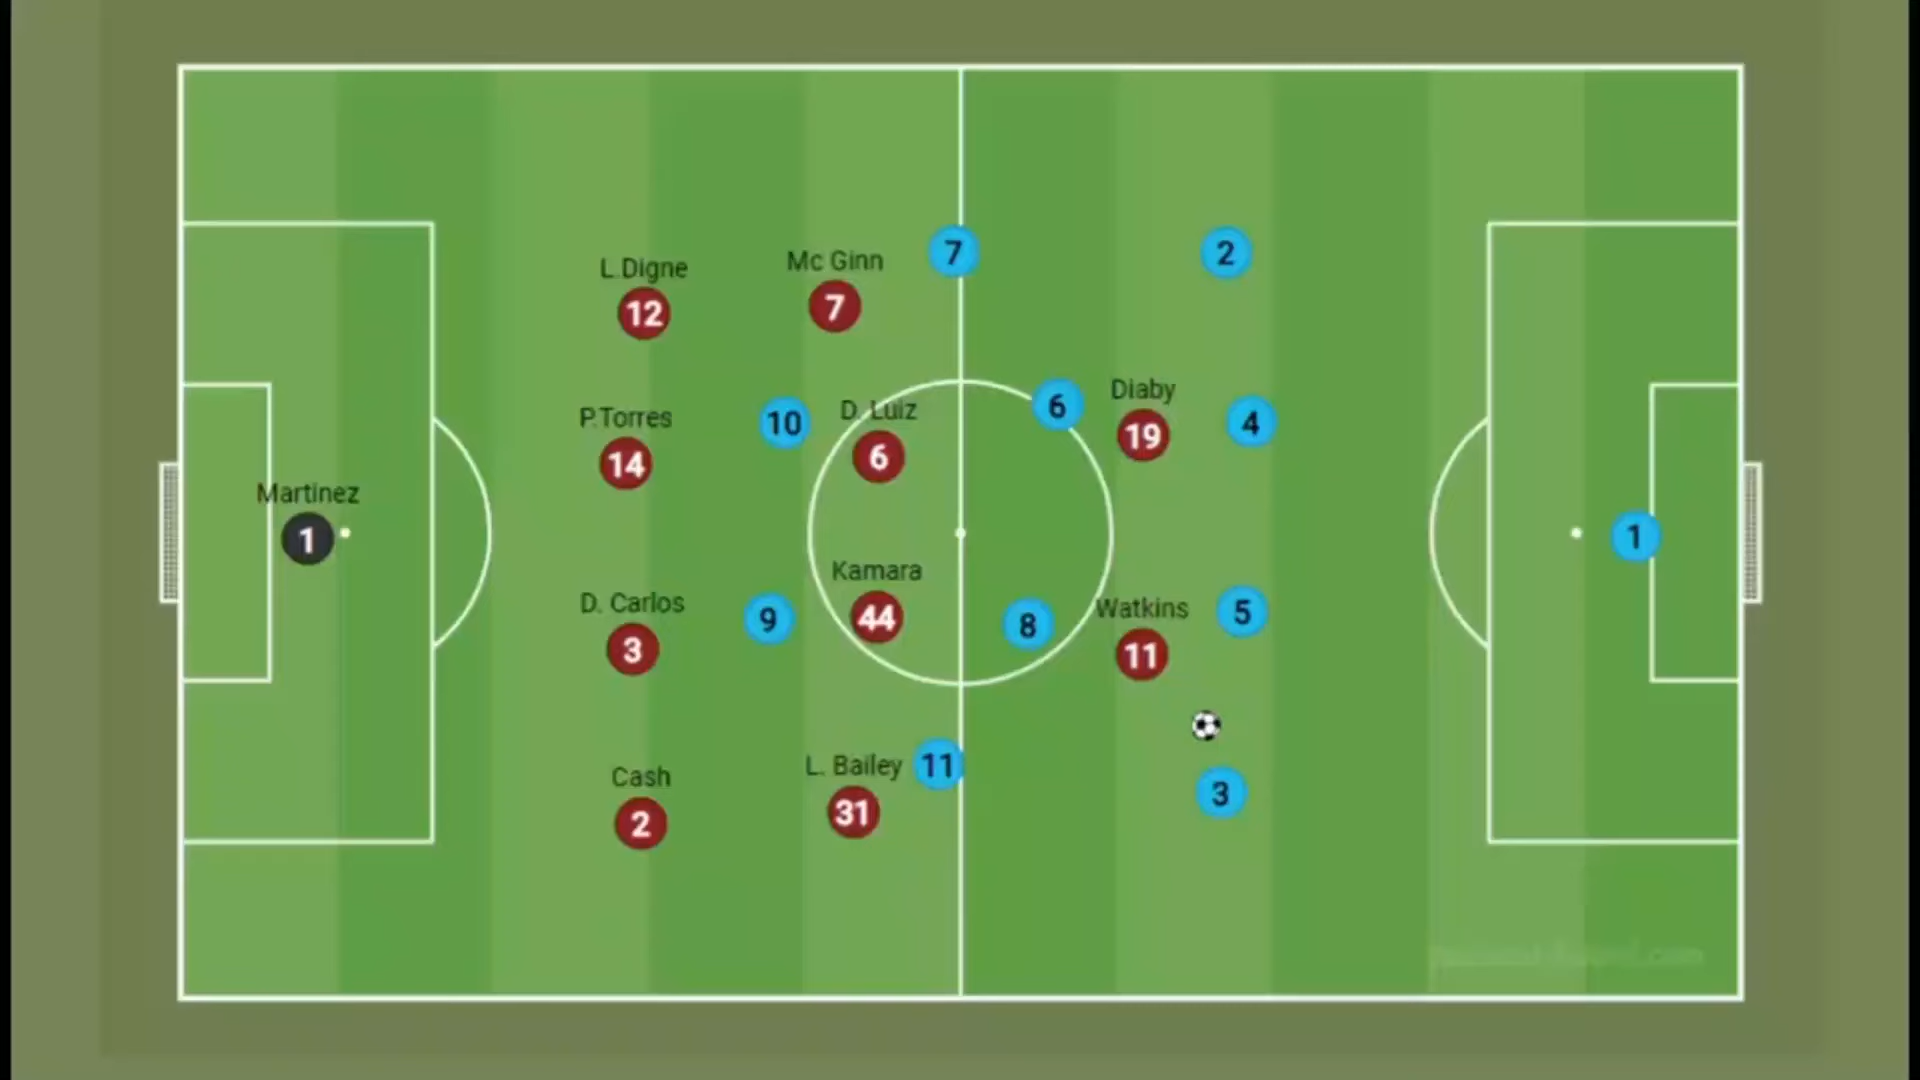 7
2
Mc Ginn
L.Digne
7
12
Diaby
6
D. Luiz
P.Torres
10
4
19
6
14
Martinez
1
1
Kamara
D. Carlos
Watkins
9
44
8
5
3
11
L. Bailey
11
Cash
3
31
2